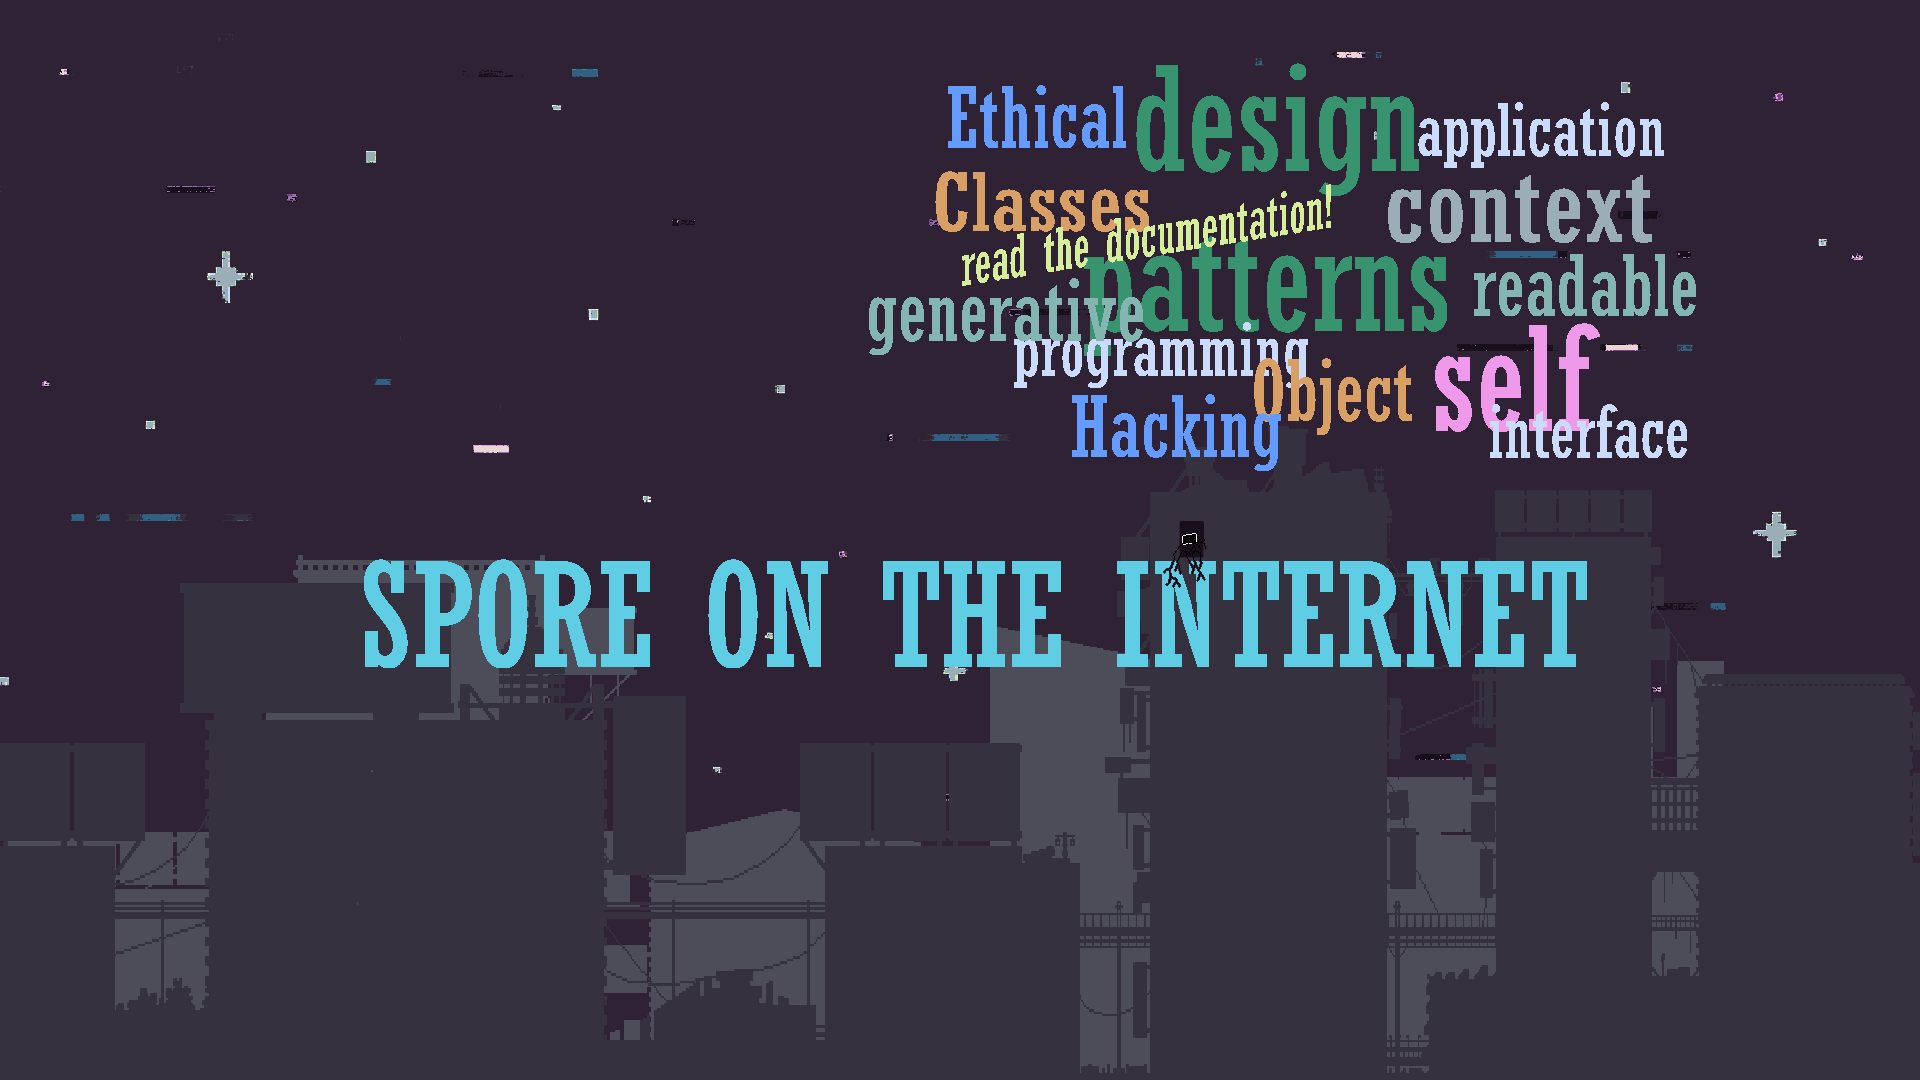 Ethical design application
Classes context
read the documentation!
patterns readable
generative
programming
Object self
Hacking interface
SPORE ON THE INTERNET